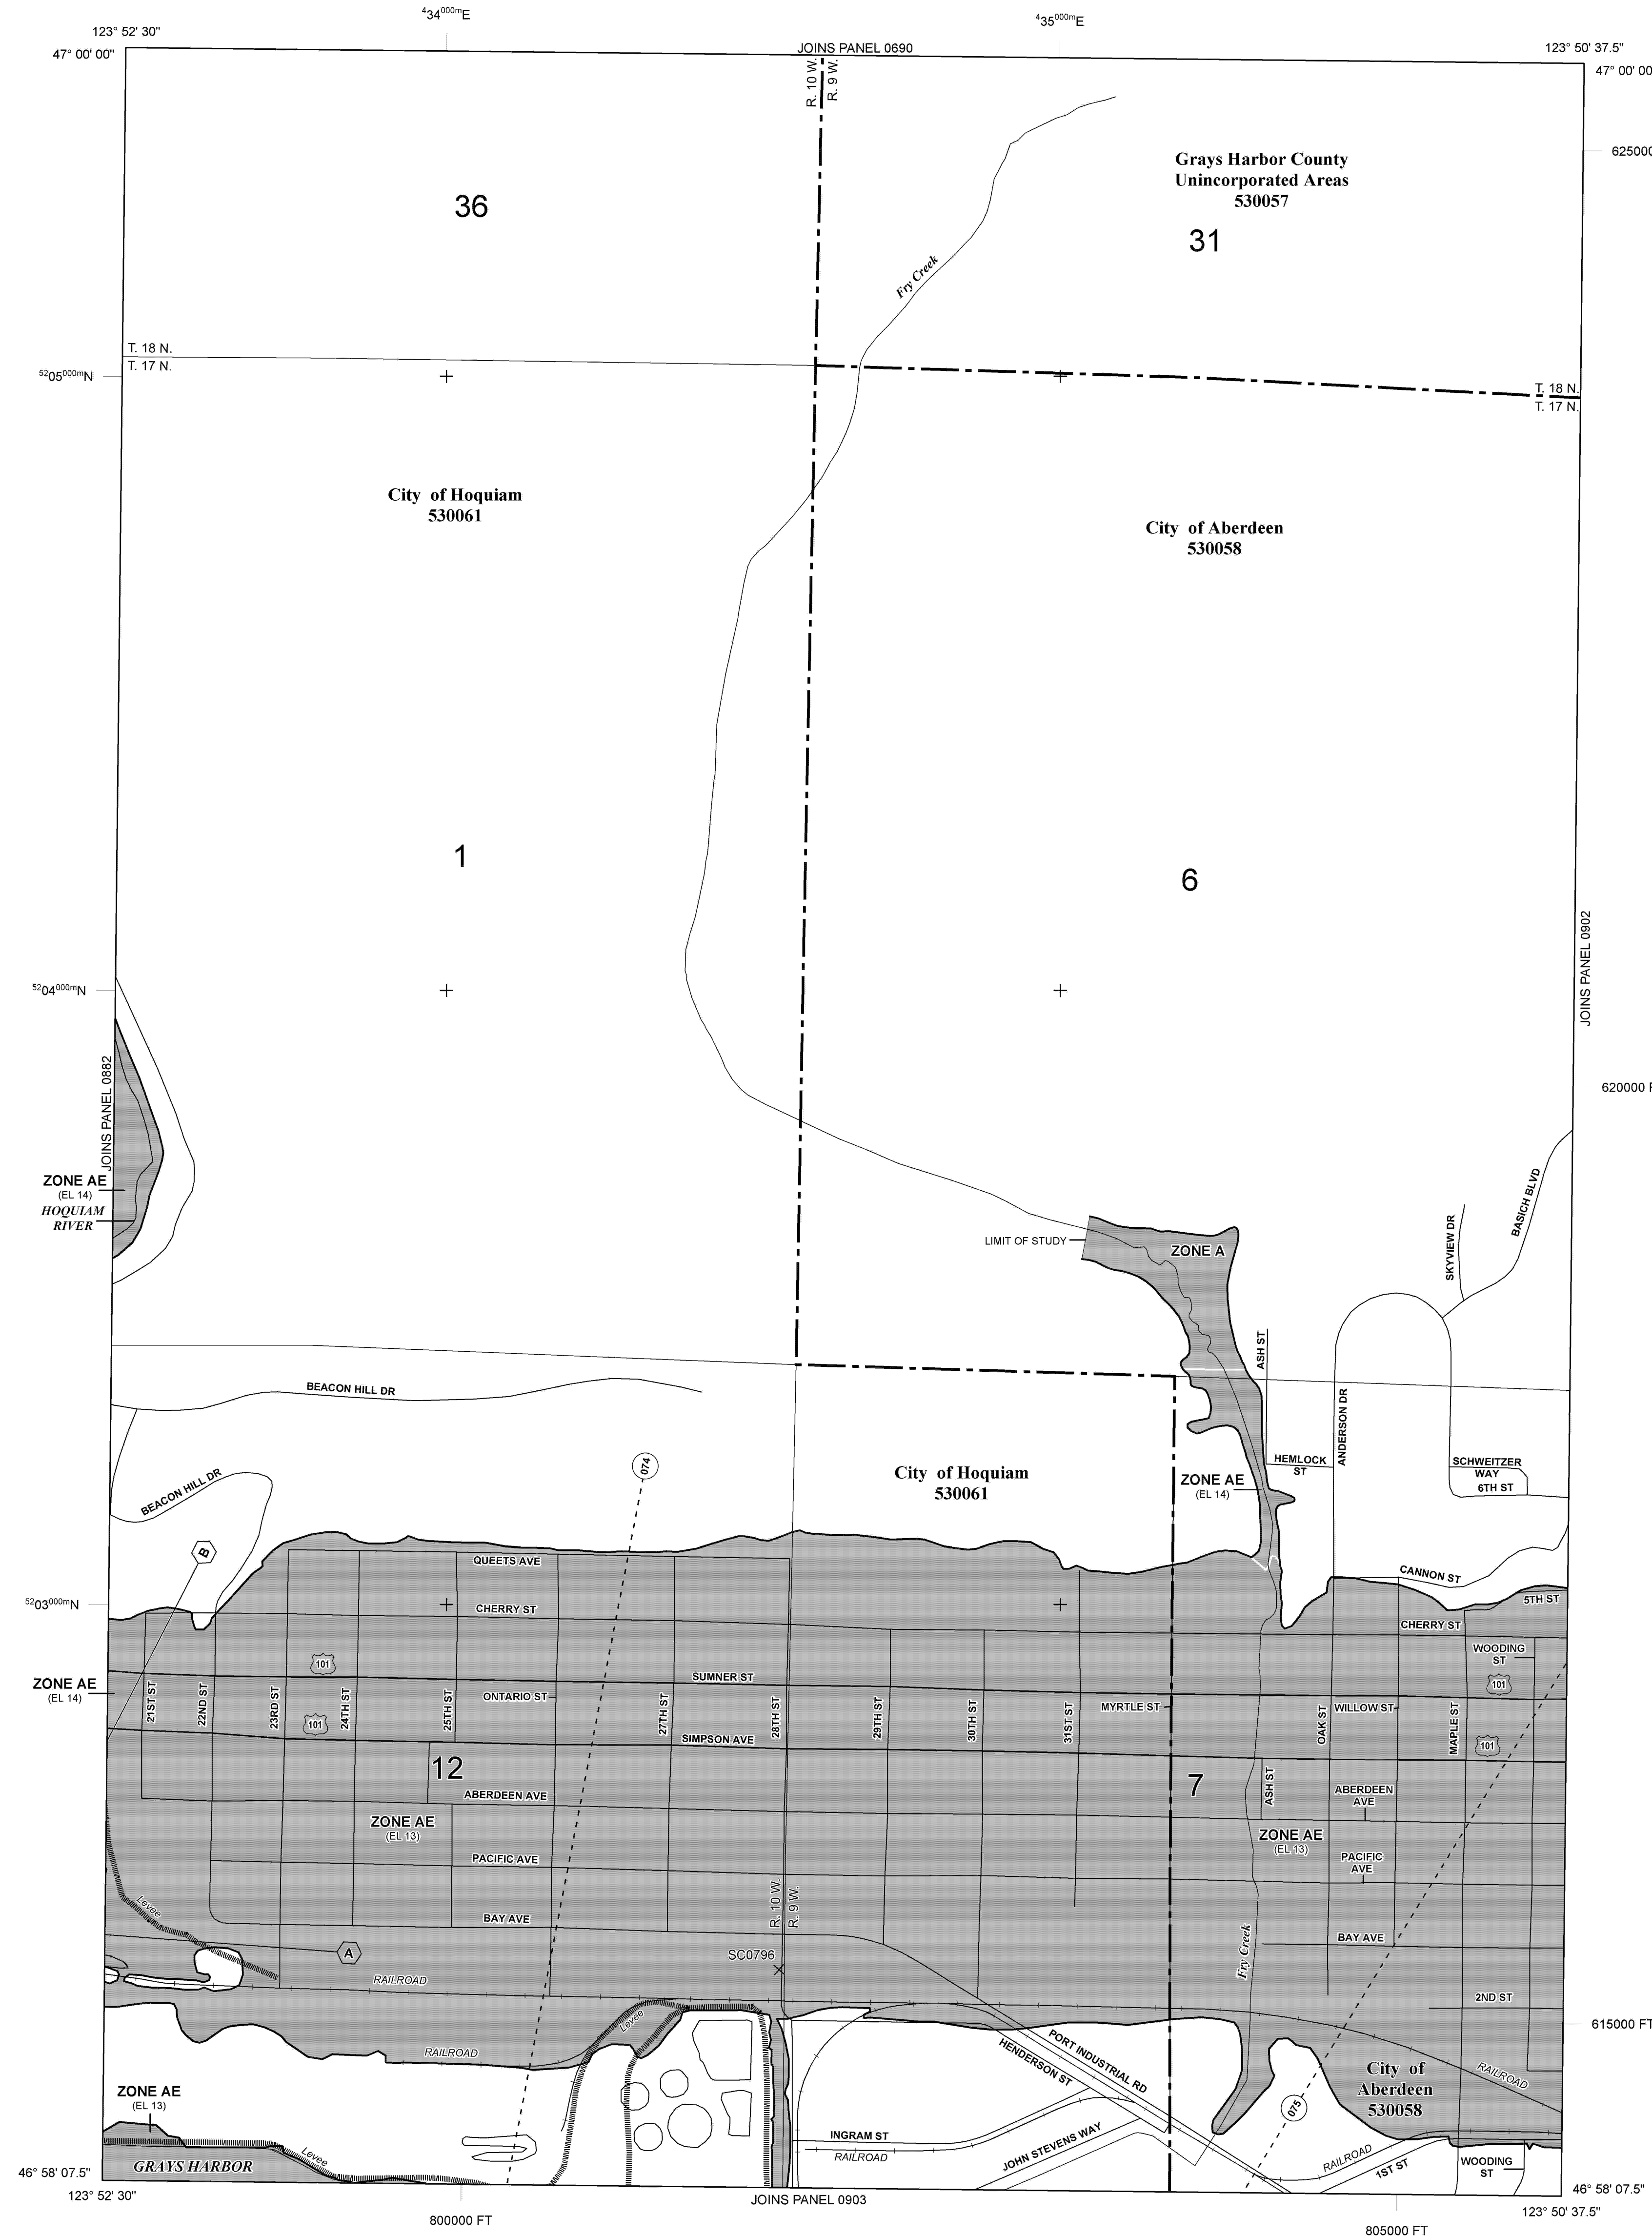 434000mE
435000mE
123° 52' 30"
JOINS PANEL 0690
123° 50' 37.5"
47° 00' 00"
47° 00' 00
R. 10 W.
R. 9 W.
625000
Grays Harbor County
Unincorporated Areas
530057
36
31
Fry Creek
T. 18 N.
T. 17 N.
5205000mN
T. 18 N.
T. 17 N.
City of Hoquiam
530061
City of Aberdeen
530058
1
6
JOINS PANEL 0902
5204000mN
JOINS PANEL 0882
620000 F
ZONE AE
(EL 14)
HOQUIAM
RIVER
LIMIT OF STUDY
ZONE A
SKYVIEW DR
BASICH BLVD
ASH ST
ANDERSON DR
BEACON HILL DR
BEACON HILL DR
074
City of Hoquiam
530061
ZONE AE
(EL 14)
HEMLOCK
ST
SCHWEITZER
WAY
6TH ST
B
QUEETS AVE
CANNON ST
5203000mN
CHERRY ST
5TH ST
CHERRY ST
WOODING
ST
101
SUMNER ST
101
ZONE AE
(EL 14)
21ST ST
22ND ST
23RD ST
24TH ST
25TH ST
ONTARIO ST
27TH ST
28TH ST
29TH ST
30TH ST
31ST ST
MYRTLE ST
OAK ST
WILLOW ST
MAPLE ST
101
SIMPSON AVE
101
12
7
ASH ST
ABERDEEN AVE
ABERDEEN
AVE
ZONE AE
(EL 13)
ZONE AE
(EL 13)
PACIFIC AVE
PACIFIC
AVE
Levee
R. 10 W.
R. 9 W.
BAY AVE
BAY AVE
Fry Creek
A
SC0796
RAILROAD
2ND ST
615000 FT
Levee
RAILROAD
PORT INDUSTRIAL RD
HENDERSON ST
RAILROAD
City of
Aberdeen
530058
075
ZONE AE
(EL 13)
INGRAM ST
RAILROAD
JOHN STEVENS WAY
RAILROAD
1ST ST
WOODING
ST
Levee
GRAYS HARBOR
46° 58' 07.5"
46° 58' 07.5"
123° 52' 30"
JOINS PANEL 0903
123° 50' 37.5"
800000 FT
805000 FT